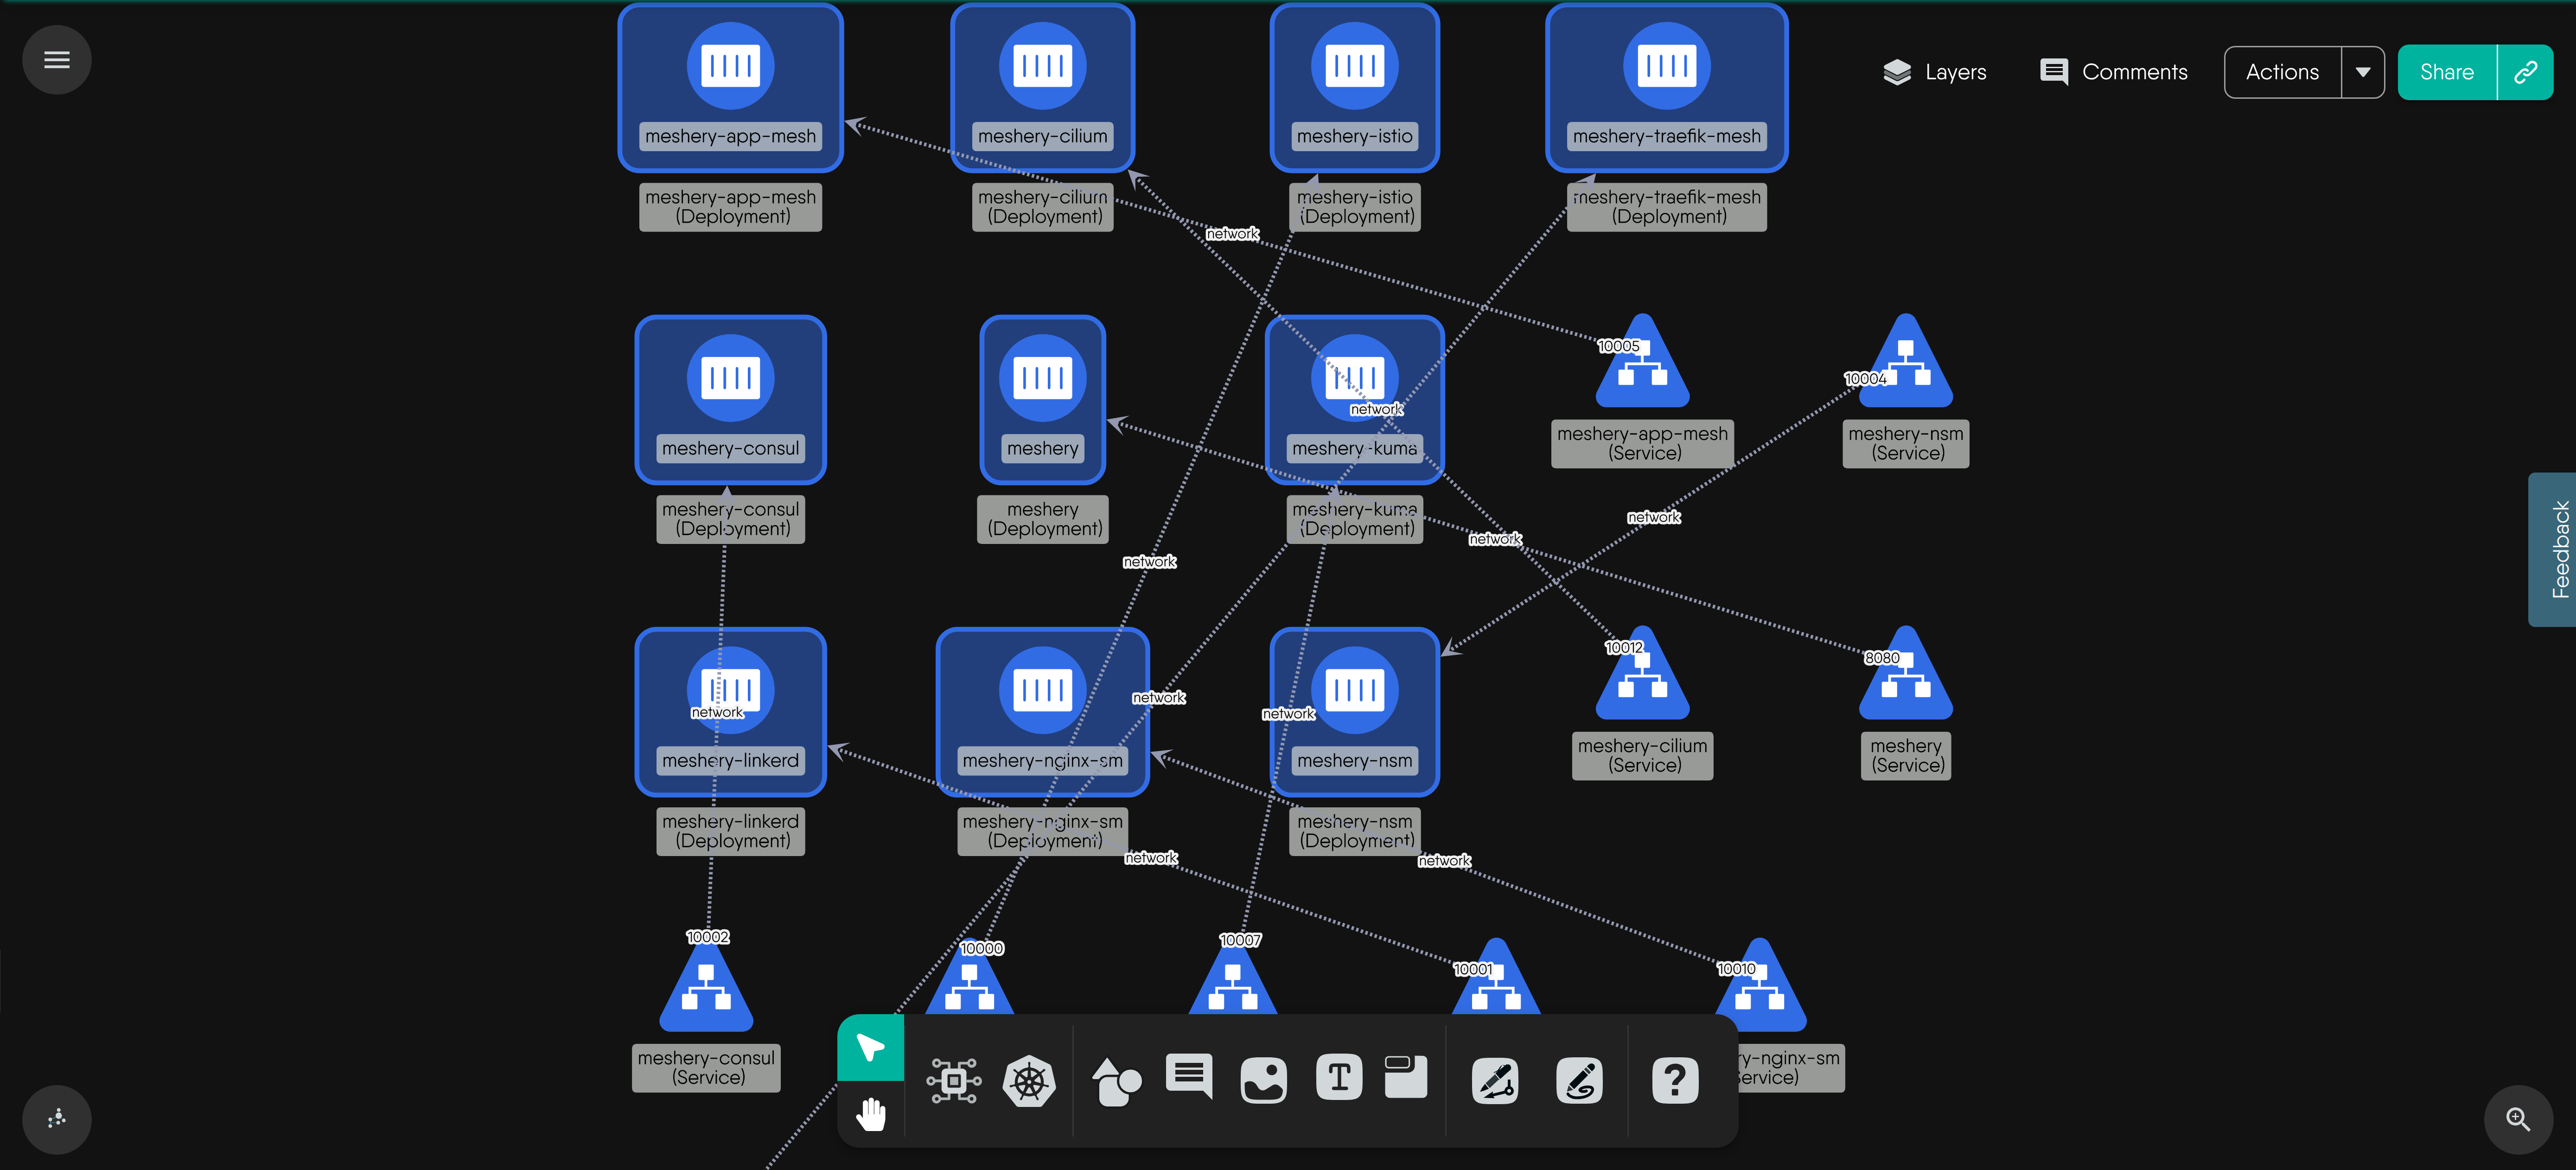 meshery-app-mesh
meshery-cilium
meshery-istio
meshery-traefik-mesh
Layers
Comments
Actions
Share
meshery-app-mesh
(Deployment)
meshery-cilium
(Deployment)
meshery-istio
(Deployment)
meshery-traefik-mesh
(Deployment)
network
10005
10004
meshery-consul
meshery
meshery-kuma
network
meshery-app-mesh
(Service)
meshery-nsm
(Service)
meshery-consul
(Deployment)
meshery
(Deployment)
meshery-kuma
(Deployment)
network
network
network
Feedback
10012
8080
network
network
network
meshery-linkerd
meshery-nginx-sm
meshery-nsm
meshery-cilium
(Service)
meshery
(Service)
meshery-linkerd
(Deployment)
meshery-nginx-sm
(Deployment)
meshery-nsm
(Deployment)
network
network
10002
10000
10007
10001
10010
meshery-consul
(Service)
ry-nginx-sm
Service)
T
?